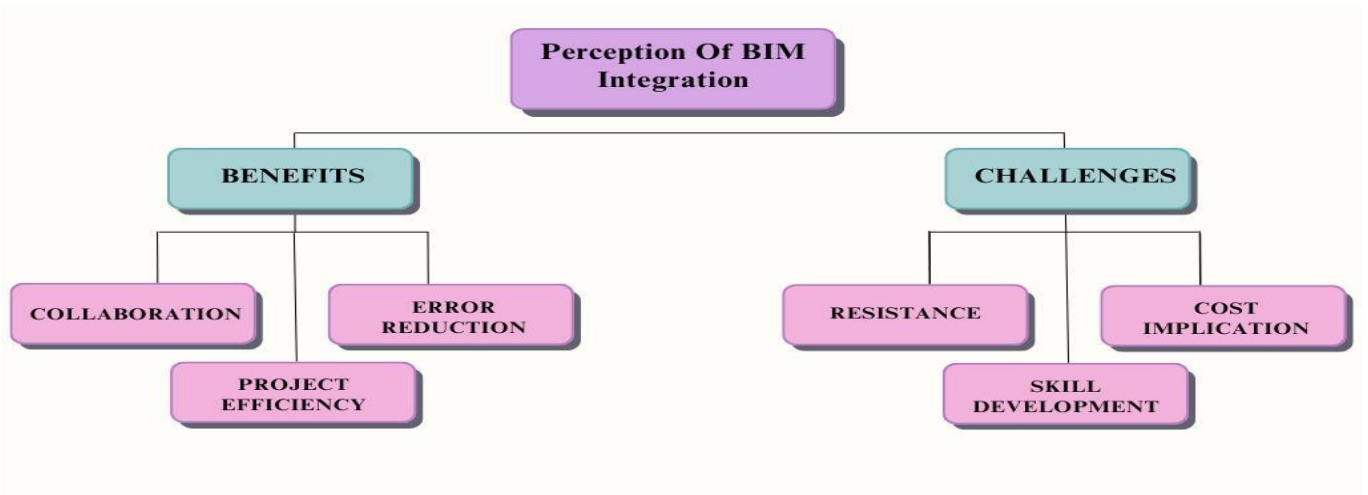 Perception Of BIM
Integration
BENEFITS
CHALLENGES
COLLABORATION
ERROR
REDUCTION
PROJECT
EFFICIENCY
RESISTANCE
COST
IMPLICATION
SKILL
DEVELOPMENT